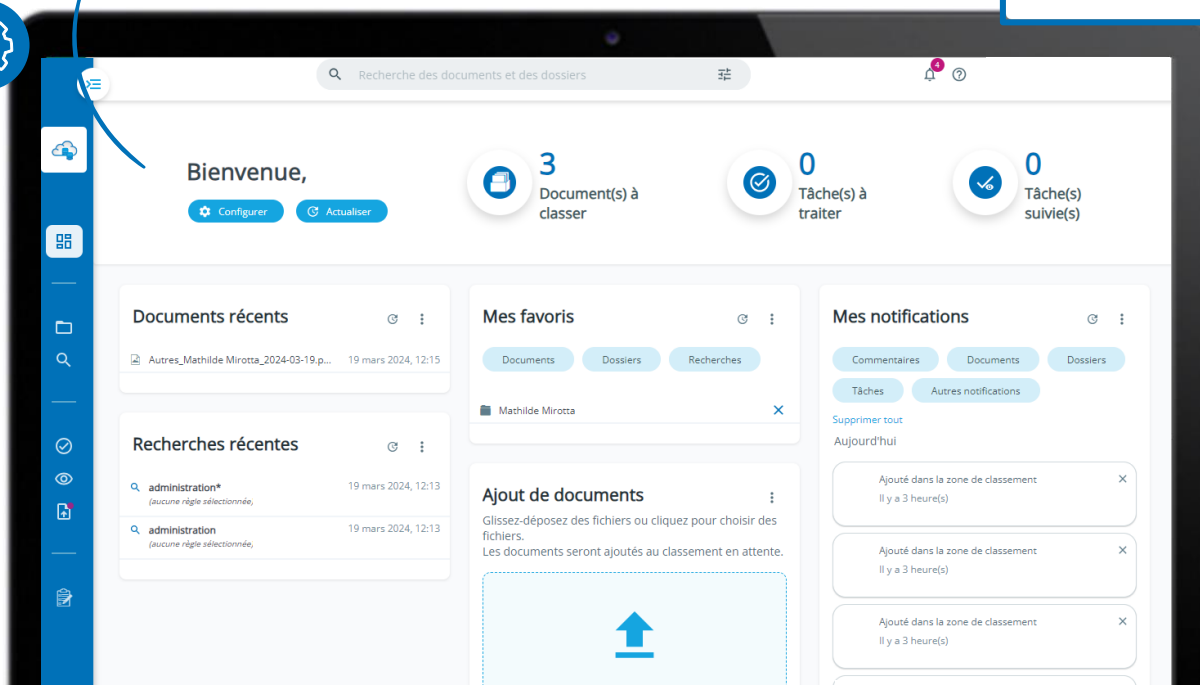 Recherche des documents et des dossiers
4
Bienvenue,
Configurer
Actualiser
3
Document(s) à
classer
0
Tâche(s) à
traiter
0
Tâche(s)
suivie(s)
Documents récents
Autres_Mathilde Mirotta_2024-03-19.p... 19 mars 2024, 12:15
Recherches récentes
administration* 19 mars 2024, 12:13
(aucune règle sélectionnée)
administration 19 mars 2024, 12:13
(aucune règle sélectionnée)
Mes favoris
Documents Dossiers Recherches
Mathilde Mirotta
Ajout de documents
Glissez-déposez des fichiers ou cliquez pour choisir des
fichiers.
Les documents seront ajoutés au classement en attente.
Mes notifications
Commentaires Documents Dossiers
Tâches Autres notifications
Supprimer tout
Aujourd'hui
Ajouté dans la zone de classement
Il y a 3 heure(s)
Ajouté dans la zone de classement
Il y a 3 heure(s)
Ajouté dans la zone de classement
Il y a 3 heure(s)